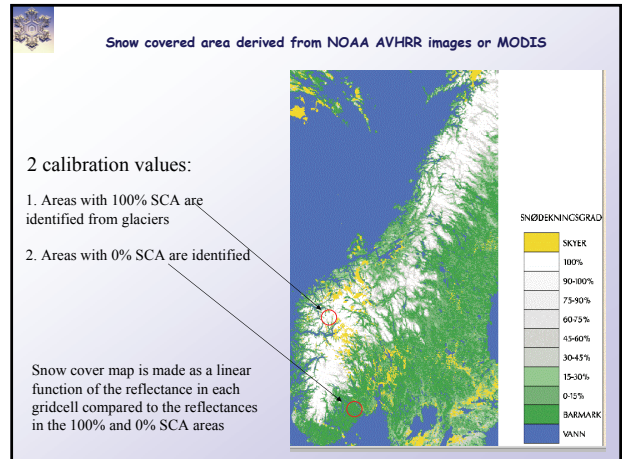 Snow covered area derived from NOAA AVHRR images or MODIS
2 calibration values:
1. Areas with 100% SCA are
identified from glaciers
2. Areas with 0% SCA are identified
Snow cover map is made as a linear
function of the reflectance in each
gridcell compared to the reflectances
in the 100% and 0% SCA areas
SNØDEKNINGSGRAD
SKYER
100%
90-100%
75-90%
60-75%
45-60%
30-45%
15-30%
0-15%
BARMARK
VANN